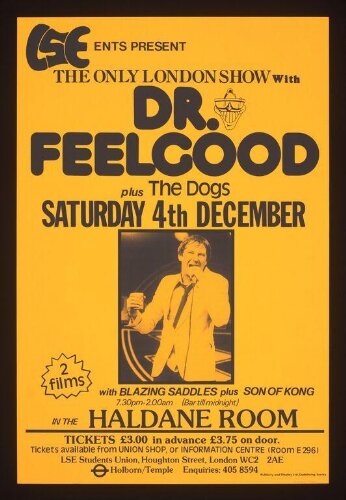 LSE ENTS PRESENT
THE ONLY LONDON SHOW With
DR.
FEELGOOD
plus The Dogs
SATURDAY 4th DECEMBER
2
films
with BLAZING SADDLES plus SON OF KONG
7.30pm-2.00am (Bar till midnight)
IN THE HALDANE ROOM
TICKETS £3.00 in advance £3.75 on door.
Tickets available from UNION SHOP, or INFORMATION CENTRE (Room E296)
LSE Students Union, Houghton Street, London WC2 2AE
Holborn/Temple Enquiries: 405 8594